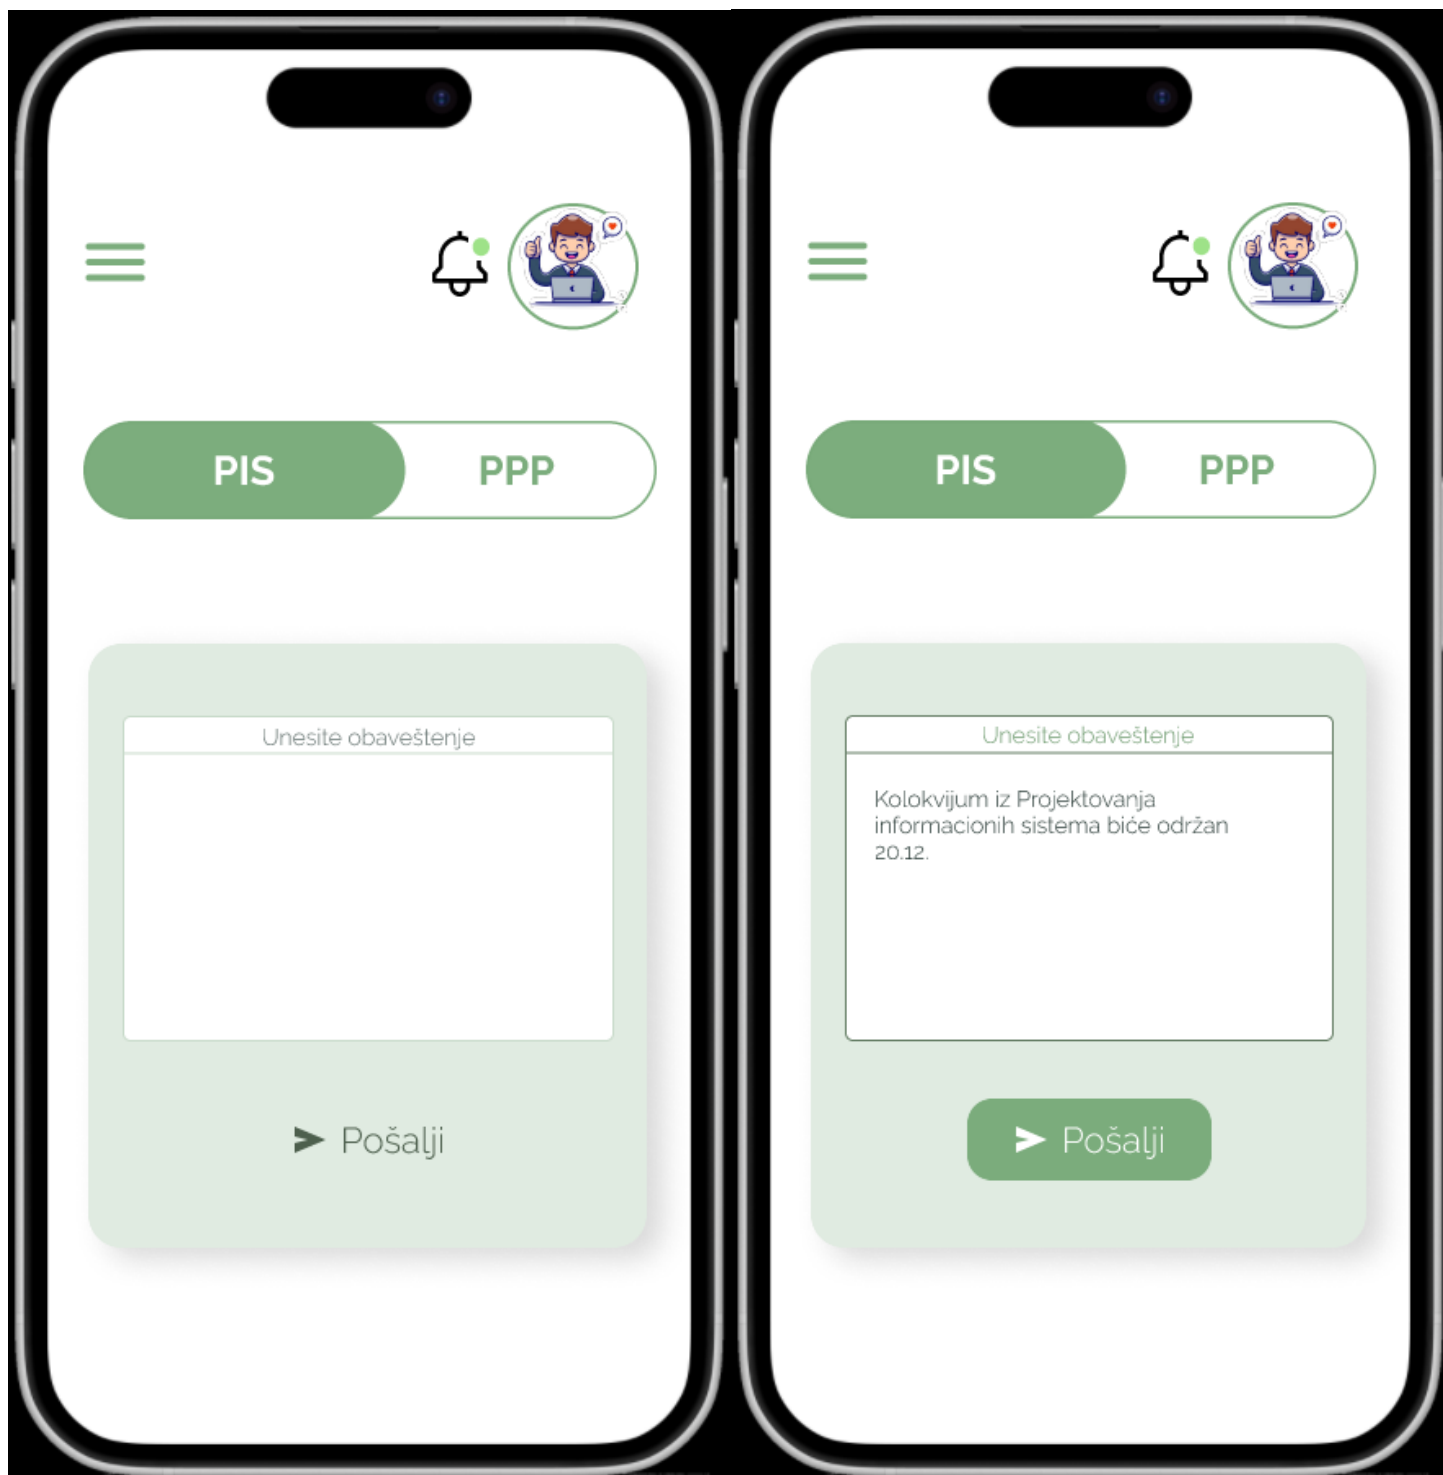 PIS PPP
Unesite obaveštenje
Pošalji
PIS PPP
Unesite obaveštenje
Kolokvijum iz Projektovanja
informacionih sistema biće održan
20.12.
Pošalji